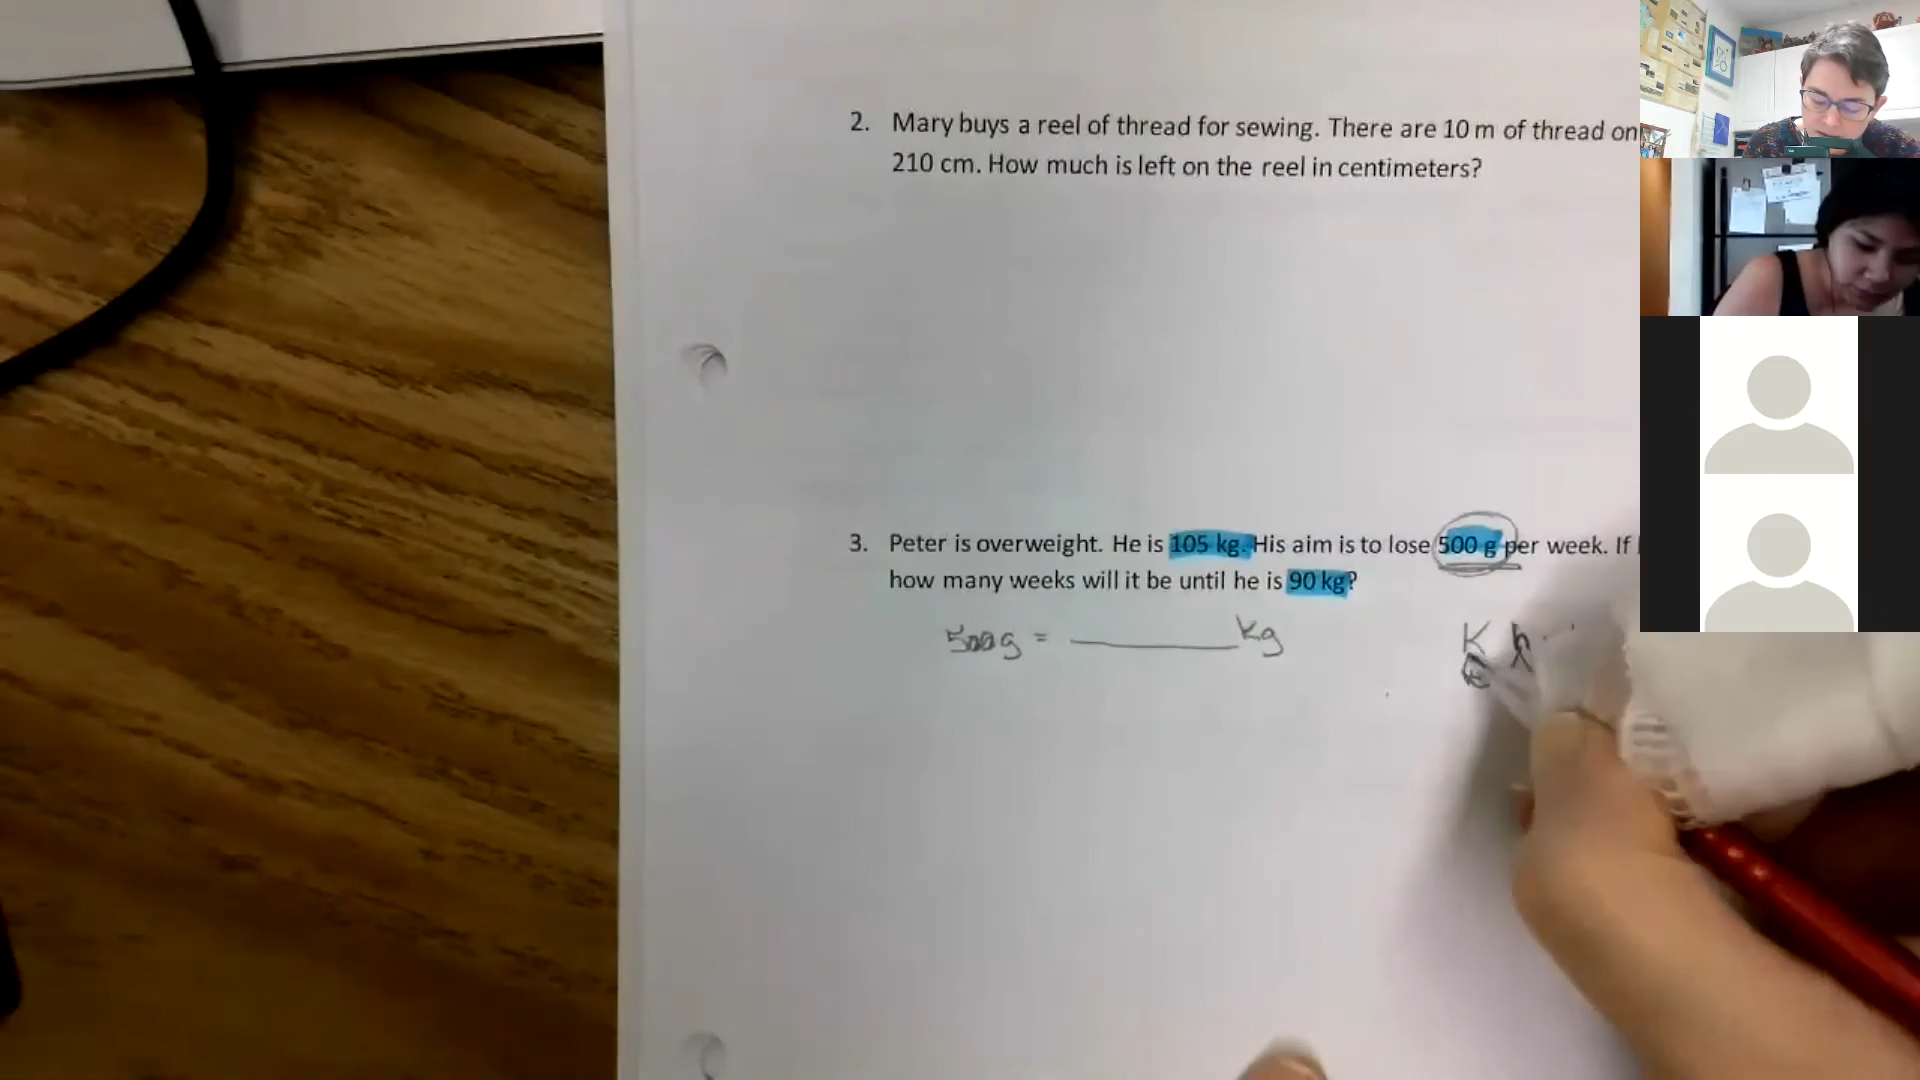 2. Mary buys a reel of thread for sewing. There are 10 m of thread on
210 cm. How much is left on the reel in centimeters?
3. Peter is overweight. He is 105 kg. His aim is to lose 500 g per week. If
how many weeks will it be until he is 90 kg?
500g = ______ kg
K h